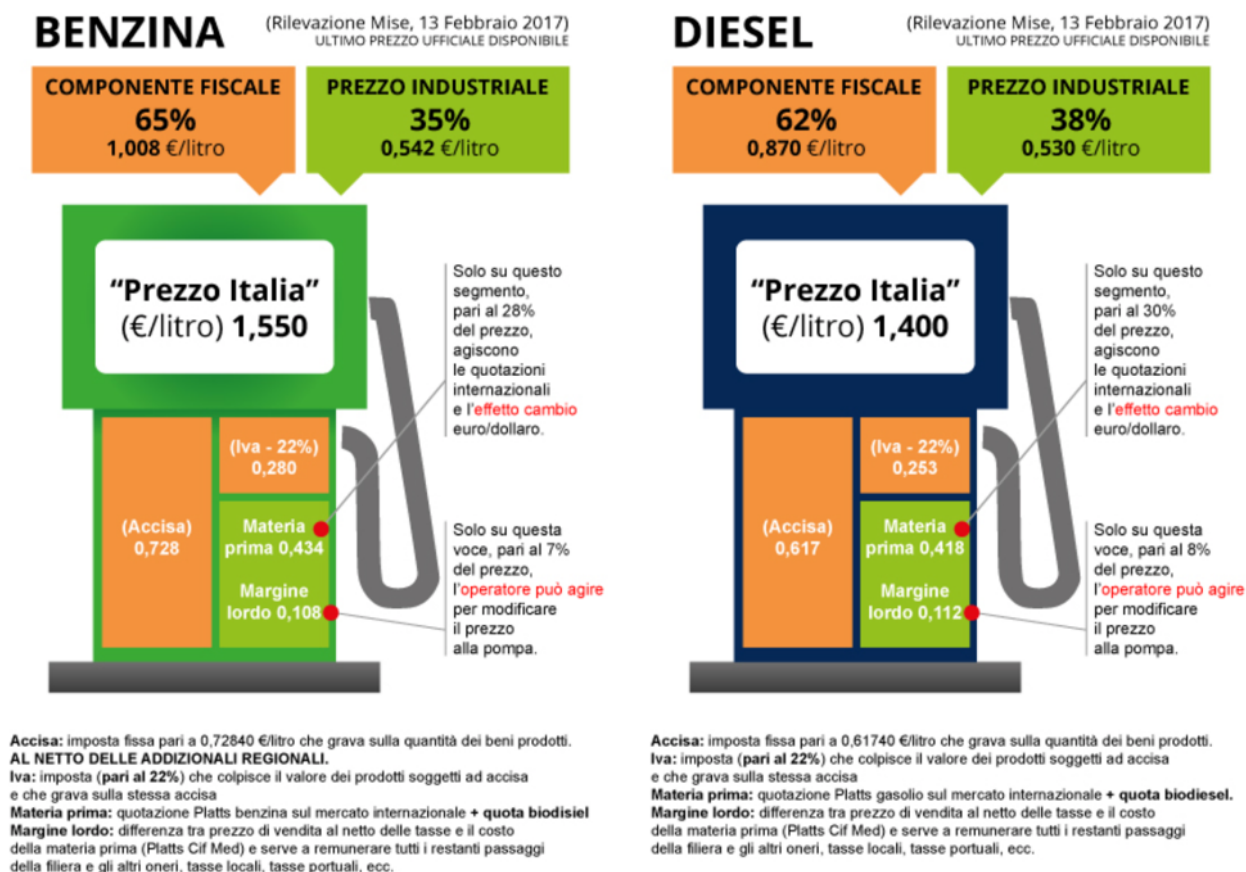 BENZINA
(Rilevazione Mise, 13 Febbraio 2017)
ULTIMO PREZZO UFFICIALE DISPONIBILE
COMPONENTE FISCALE
65%
1,008 €/litro
PREZZO INDUSTRIALE
35%
0,542 €/litro
“Prezzo Italia”
(€/litro) 1,550
Solo su questo
segmento,
pari al 28%
del prezzo,
agiscono
le quotazioni
internazionali
e l'effetto cambio
euro/dollaro.
(Iva - 22%)
0,280
(Accisa)
0,728
Materia
prima 0,434
Margine
lordo 0,108
Solo su questa
voce, pari al 7%
del prezzo,
l'operatore può agire
per modificare
il prezzo
alla pompa.
Accisa: imposta fissa pari a 0,72840 €/litro che grava sulla quantità dei beni prodotti.
AL NETTO DELLE ADDIZIONALI REGIONALI.
Iva: imposta (pari al 22%) che colpisce il valore dei prodotti soggetti ad accisa
e che grava sulla stessa accisa
Materia prima: quotazione Platts benzina sul mercato internazionale + quota biodisiel
Margine lordo: differenza tra prezzo di vendita al netto delle tasse e il costo
della materia prima (Platts Cif Med) e serve a remunerare tutti i restanti passaggi
della filiera e gli altri oneri, tasse locali, tasse portuali, ecc.
DIESEL
(Rilevazione Mise, 13 Febbraio 2017)
ULTIMO PREZZO UFFICIALE DISPONIBILE
COMPONENTE FISCALE
62%
0,870 €/litro
PREZZO INDUSTRIALE
38%
0,530 €/litro
“Prezzo Italia”
(€/litro) 1,400
Solo su questo
segmento,
pari al 30%
del prezzo,
agiscono
le quotazioni
internazionali
e l'effetto cambio
euro/dollaro.
(Iva - 22%)
0,253
(Accisa)
0,617
Materia
prima 0,418
Margine
lordo 0,112
Solo su questa
voce, pari al 8%
del prezzo,
l'operatore può agire
per modificare
il prezzo
alla pompa.
Accisa: imposta fissa pari a 0,61740 €/litro che grava sulla quantità dei beni prodotti.
Iva: imposta (pari al 22%) che colpisce il valore dei prodotti soggetti ad accisa
e che grava sulla stessa accisa
Materia prima: quotazione Platts gasolio sul mercato internazionale + quota biodiesel.
Margine lordo: differenza tra prezzo di vendita al netto delle tasse e il costo
della materia prima (Platts Cif Med) e serve a remunerare tutti i restanti passaggi
della filiera e gli altri oneri, tasse locali, tasse portuali, ecc.